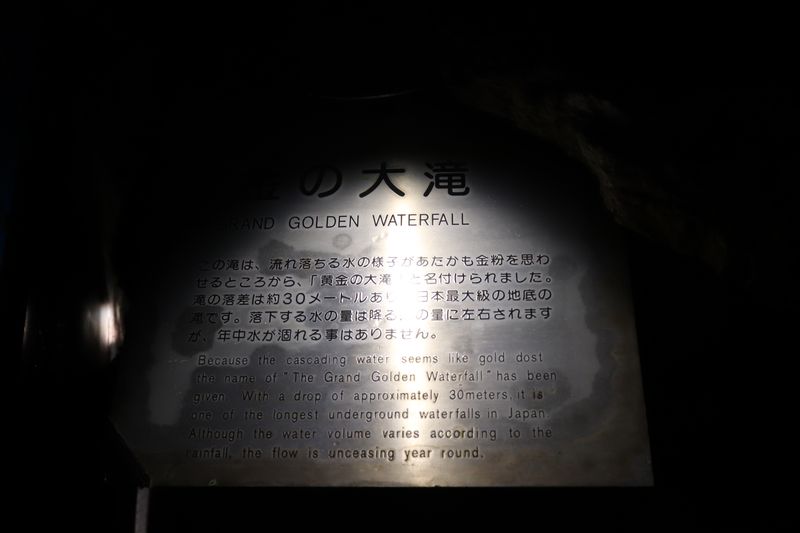 金の大滝
GRAND GOLDEN WATERFALL
この滝は、流れ落ちる水の様子があたかも金粉を思わ
せるところから、「黄金の大滝」と名付けられました。
滝の落差は約30メートルあり 日本最大級の地底の
滝です。落下する水の量は降る の量に左右されます
が、年中水が涸れる事はありません。
Because the cascading water seems like gold dost
the name of "The Grand Golden Waterfall" has been
given. With a drop of approximately 30meters, it is
one of the longest underground waterfalls in Japan.
Although the water volume varies according to the
rainfall, the flow is unceasing year round.